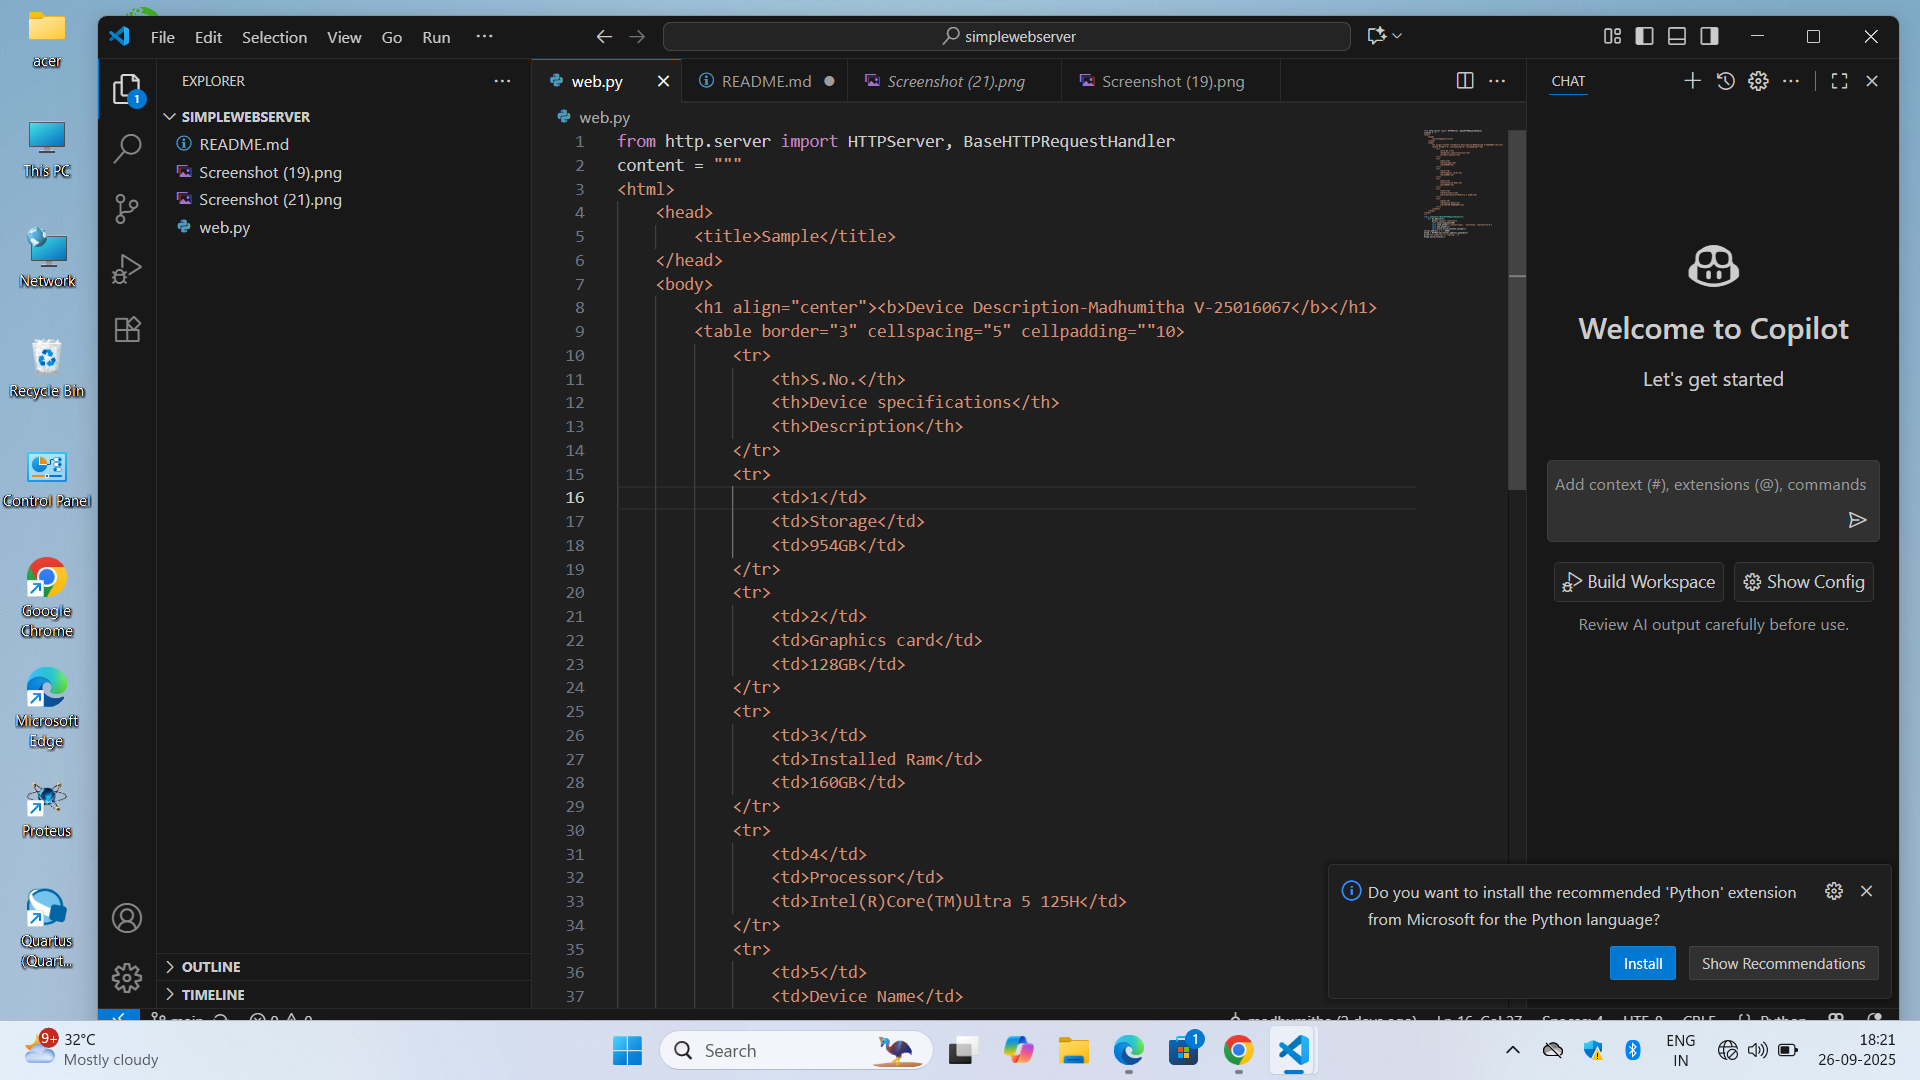 acer
This PC
Network
Recycle Bin
Control Panel
Google
Chrome
Microsoft
Edge
Proteus
Quartus
(Quart...
File Edit Selection View Go Run ...
simplewebserver
EXPLORER
SIMPLEWEBSERVER
README.md
Screenshot (19).png
Screenshot (21).png
web.py
OUTLINE
TIMELINE
1
web.py
README.md
Screenshot (21).png
Screenshot (19).png
web.py
1 from http.server import HTTPServer, BaseHTTPRequestHandler
2 content = """
3 <html>
4 <head>
5 <title>Sample</title>
6 </head>
7 <body>
8 <h1 align="center"><b>Device Description-Madhumitha V-25016067</b></h1>
9 <table border="3" cellspacing="5" cellpadding=""10>
10 <tr>
11 <th>S.No.</th>
12 <th>Device specifications</th>
13 <th>Description</th>
14 </tr>
15 <tr>
16 <td>1</td>
17 <td>Storage</td>
18 <td>954GB</td>
19 </tr>
20 <tr>
21 <td>2</td>
22 <td>Graphics card</td>
23 <td>128GB</td>
24 </tr>
25 <tr>
26 <td>3</td>
27 <td>Installed Ram</td>
28 <td>160GB</td>
29 </tr>
30 <tr>
31 <td>4</td>
32 <td>Processor</td>
33 <td>Intel(R)Core(TM)Ultra 5 125H</td>
34 </tr>
35 <tr>
36 <td>5</td>
37 <td>Device Name</td>
CHAT
Welcome to Copilot
Let's get started
Add context (#), extensions (@), commands
Build Workspace
Show Config
Review AI output carefully before use.
Do you want to install the recommended 'Python' extension
from Microsoft for the Python language?
Install
Show Recommendations
main
madhumitha (2 days ago) Ln 16, Col 27 Spaces: 4 UTF-8 CRLF {} Python
9+
32°C
Mostly cloudy
Search
1
ENG
IN
18:21
26-09-2025